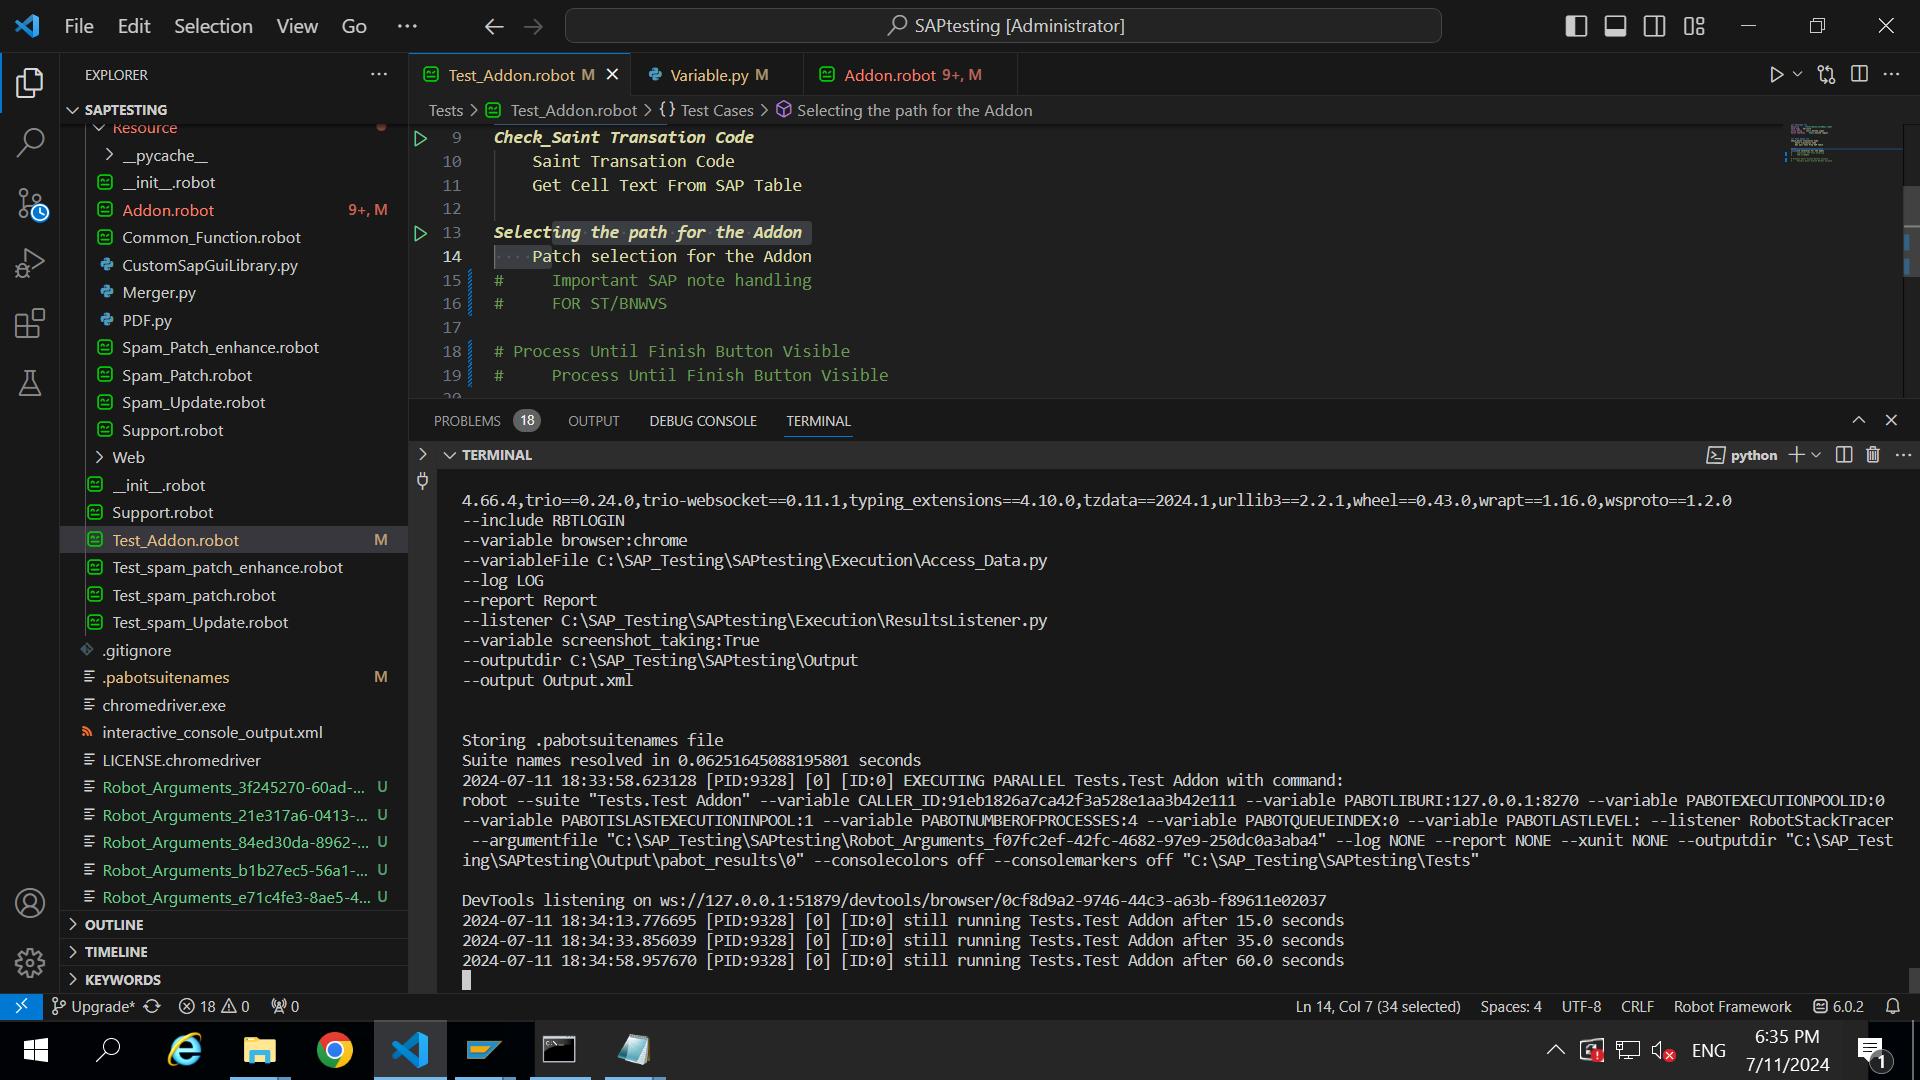 File Edit Selection View Go ···
SAPtesting [Administrator]
EXPLORER
SAPTESTING
Resource
__pycache__
__init__.robot
Addon.robot 9+, M
Common_Function.robot
CustomSapGuiLibrary.py
Merger.py
PDF.py
Spam_Patch_enhance.robot
Spam_Patch.robot
Spam_Update.robot
Support.robot
Web
__init__.robot
Support.robot
Test_Addon.robot M
Test_spam_patch_enhance.robot
Test_spam_patch.robot
Test_spam_Update.robot
.gitignore
.pabotsuitenames M
chromedriver.exe
interactive_console_output.xml
LICENSE.chromedriver
Robot_Arguments_3f245270-60ad-... U
Robot_Arguments_21e317a6-0413-... U
Robot_Arguments_84ed30da-8962-... U
Robot_Arguments_b1b27ec5-56a1-... U
Robot_Arguments_e71c4fe3-8ae5-4... U
OUTLINE
TIMELINE
KEYWORDS
Test_Addon.robot M
Variable.py M
Addon.robot 9+, M
Tests > Test_Addon.robot > {} Test Cases > Selecting the path for the Addon
9 Check_Saint Transation Code
10 Saint Transation Code
11 Get Cell Text From SAP Table
12
13 Selecting the path for the Addon
14 Patch selection for the Addon
15 # Important SAP note handling
16 # FOR ST/BNWVS
17
18 # Process Until Finish Button Visible
19 # Process Until Finish Button Visible
20
PROBLEMS 18 OUTPUT DEBUG CONSOLE TERMINAL
TERMINAL
python
4.66.4,trio==0.24.0,trio-websocket==0.11.1,typing_extensions==4.10.0,tzdata==2024.1,urllib3==2.2.1,wheel==0.43.0,wrapt==1.16.0,wsproto==1.2.0
--include RBTLOGIN
--variable browser:chrome
--variableFile C:\SAP_Testing\SAPtesting\Execution\Access_Data.py
--log LOG
--report Report
--listener C:\SAP_Testing\SAPtesting\Execution\ResultsListener.py
--variable screenshot_taking:True
--outputdir C:\SAP_Testing\SAPtesting\Output
--output Output.xml
Storing .pabotsuitenames file
Suite names resolved in 0.06251645088195801 seconds
2024-07-11 18:33:58.623128 [PID:9328] [0] [ID:0] EXECUTING PARALLEL Tests.Test Addon with command:
robot --suite "Tests.Test Addon" --variable CALLER_ID:91eb1826a7ca42f3a528e1aa3b42e111 --variable PABOTLIBURI:127.0.0.1:8270 --variable PABOTEXECUTIONPOOLID:0
--variable PABOTISLASTEXECUTIONINPOOL:1 --variable PABOTNUMBEROFPROCESSES:4 --variable PABOTQUEUEINDEX:0 --variable PABOTLASTLEVEL: --listener RobotStackTracer
--argumentfile "C:\SAP_Testing\SAPtesting\Robot_Arguments_f07fc2ef-42fc-4682-97e9-250dc0a3aba4" --log NONE --report NONE --xunit NONE --outputdir "C:\SAP_Test
ing\SAPtesting\Output\pabot_results\0" --consolecolors off --consolemarkers off "C:\SAP_Testing\SAPtesting\Tests"
DevTools listening on ws://127.0.0.1:51879/devtools/browser/0cf8d9a2-9746-44c3-a63b-f89611e02037
2024-07-11 18:34:13.776695 [PID:9328] [0] [ID:0] still running Tests.Test Addon after 15.0 seconds
2024-07-11 18:34:33.856039 [PID:9328] [0] [ID:0] still running Tests.Test Addon after 35.0 seconds
2024-07-11 18:34:58.957670 [PID:9328] [0] [ID:0] still running Tests.Test Addon after 60.0 seconds
Upgrade* 18 0 0
Ln 14, Col 7 (34 selected) Spaces: 4 UTF-8 CRLF Robot Framework 6.0.2
ENG
6:35 PM
7/11/2024
1